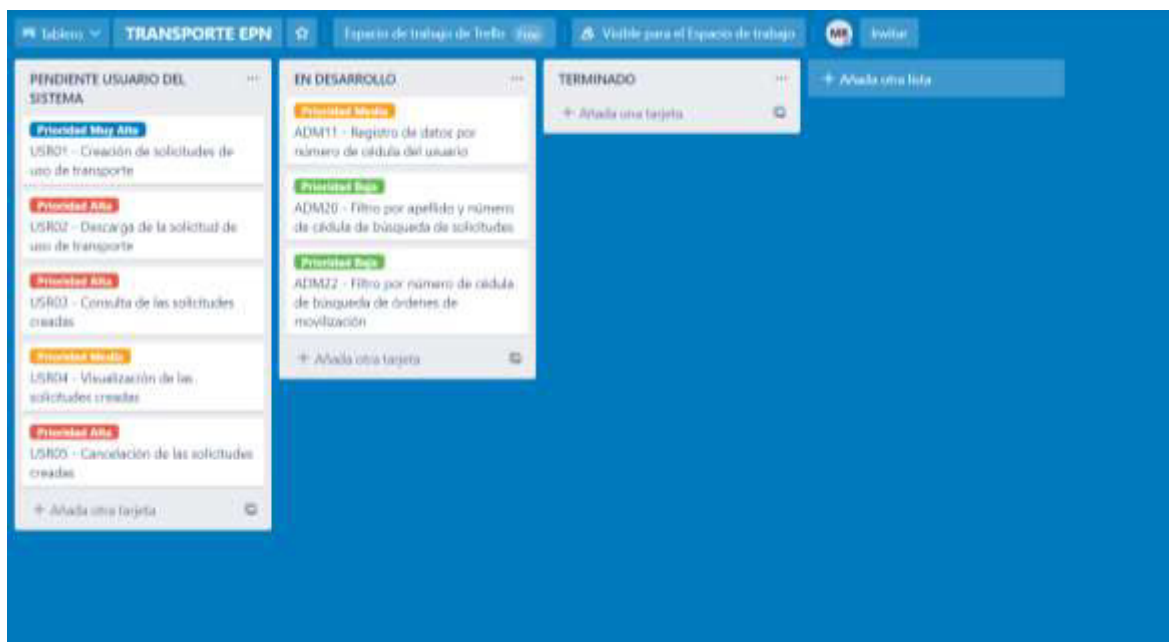 Tablero
TRANSPORTE EPN
Espacio de trabajo de Trello Free
Visible para el Espacio de trabajo
MR
Invitar
PENDIENTE USUARIO DEL
SISTEMA
Prioridad Muy Alta
USR01 - Creación de solicitudes de
uso de transporte
Prioridad Alta
USR02 - Descarga de la solicitud de
uso de transporte
Prioridad Alta
USR03 - Consulta de las solicitudes
creadas
Prioridad Media
USR04 - Visualización de las
solicitudes creadas
Prioridad Alta
USR05 - Cancelación de las solicitudes
creadas
+ Añada otra tarjeta
EN DESARROLLO
Prioridad Media
ADM11 - Registro de datos por
número de cédula del usuario
Prioridad Baja
ADM20 - Filtro por apellido y número
de cédula de búsqueda de solicitudes
Prioridad Baja
ADM22 - Filtro por número de cédula
de búsqueda de órdenes de
movilización
+ Añada otra tarjeta
TERMINADO
+ Añada una tarjeta
+ Añada otra lista